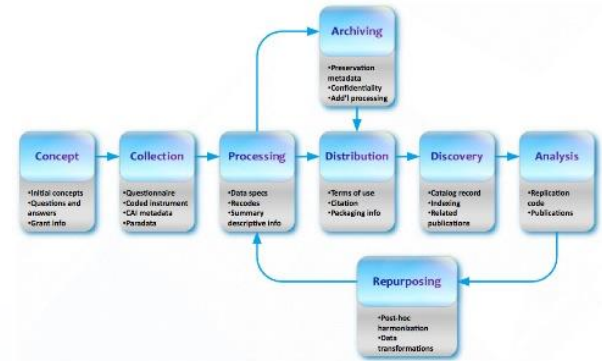 Archiving
•Preservation
metadata
•Confidentiality
•Add'l processing
Concept
•Initial concepts
•Questions and
answers
•Grant info
Collection
•Questionnaire
•Coded instrument
•CAI metadata
•Paradata
Processing
•Data specs
•Recodes
•Summary
descriptive info
Distribution
•Terms of use
•Citation
•Packaging info
Discovery
•Catalog record
•Indexing
•Related
publications
Analysis
•Replication
code
•Publications
Repurposing
•Post-hoc
harmonization
•Data
transformations